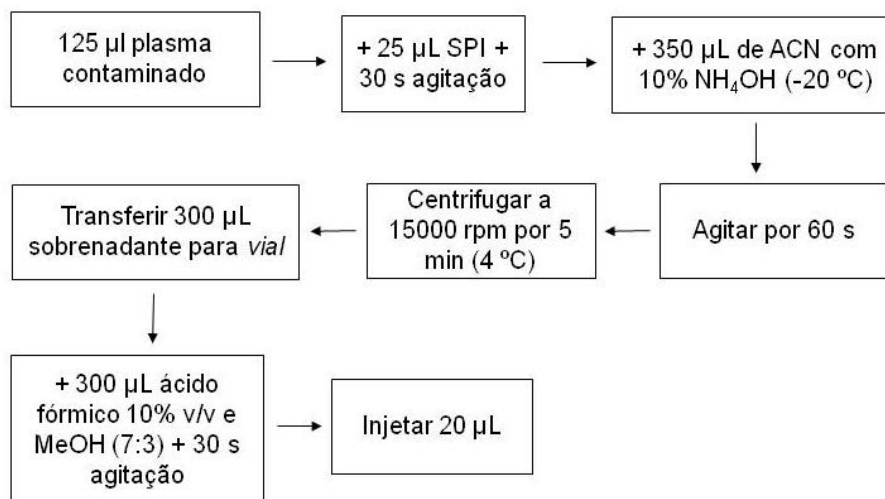 125 µl plasma
contaminado
+ 25 µL SPI +
30 s agitação
+ 350 µL de ACN com
10% NH₄OH (-20 ºC)
Agitar por 60 s
Centrifugar a
15000 rpm por 5
min (4 ºC)
Transferir 300 µL
sobrenadante para vial
+ 300 µL ácido
fórmico 10% v/v e
MeOH (7:3) + 30 s
agitação
Injetar 20 µL